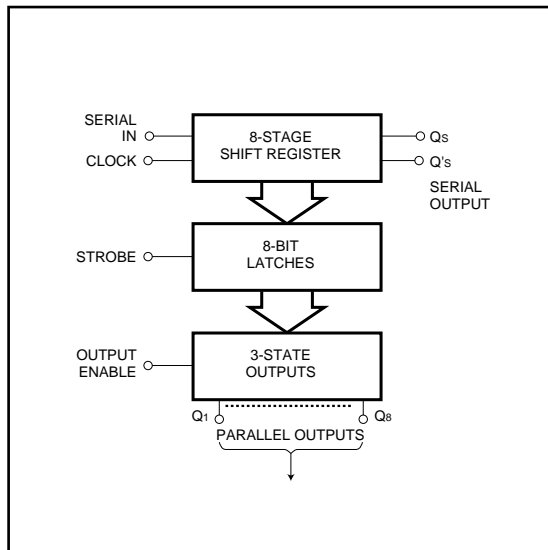 SERIAL
IN
CLOCK
8-STAGE
SHIFT REGISTER
QS
Q's
SERIAL
OUTPUT
STROBE
8-BIT
LATCHES
OUTPUT
ENABLE
3-STATE
OUTPUTS
Q1
Q8
PARALLEL OUTPUTS